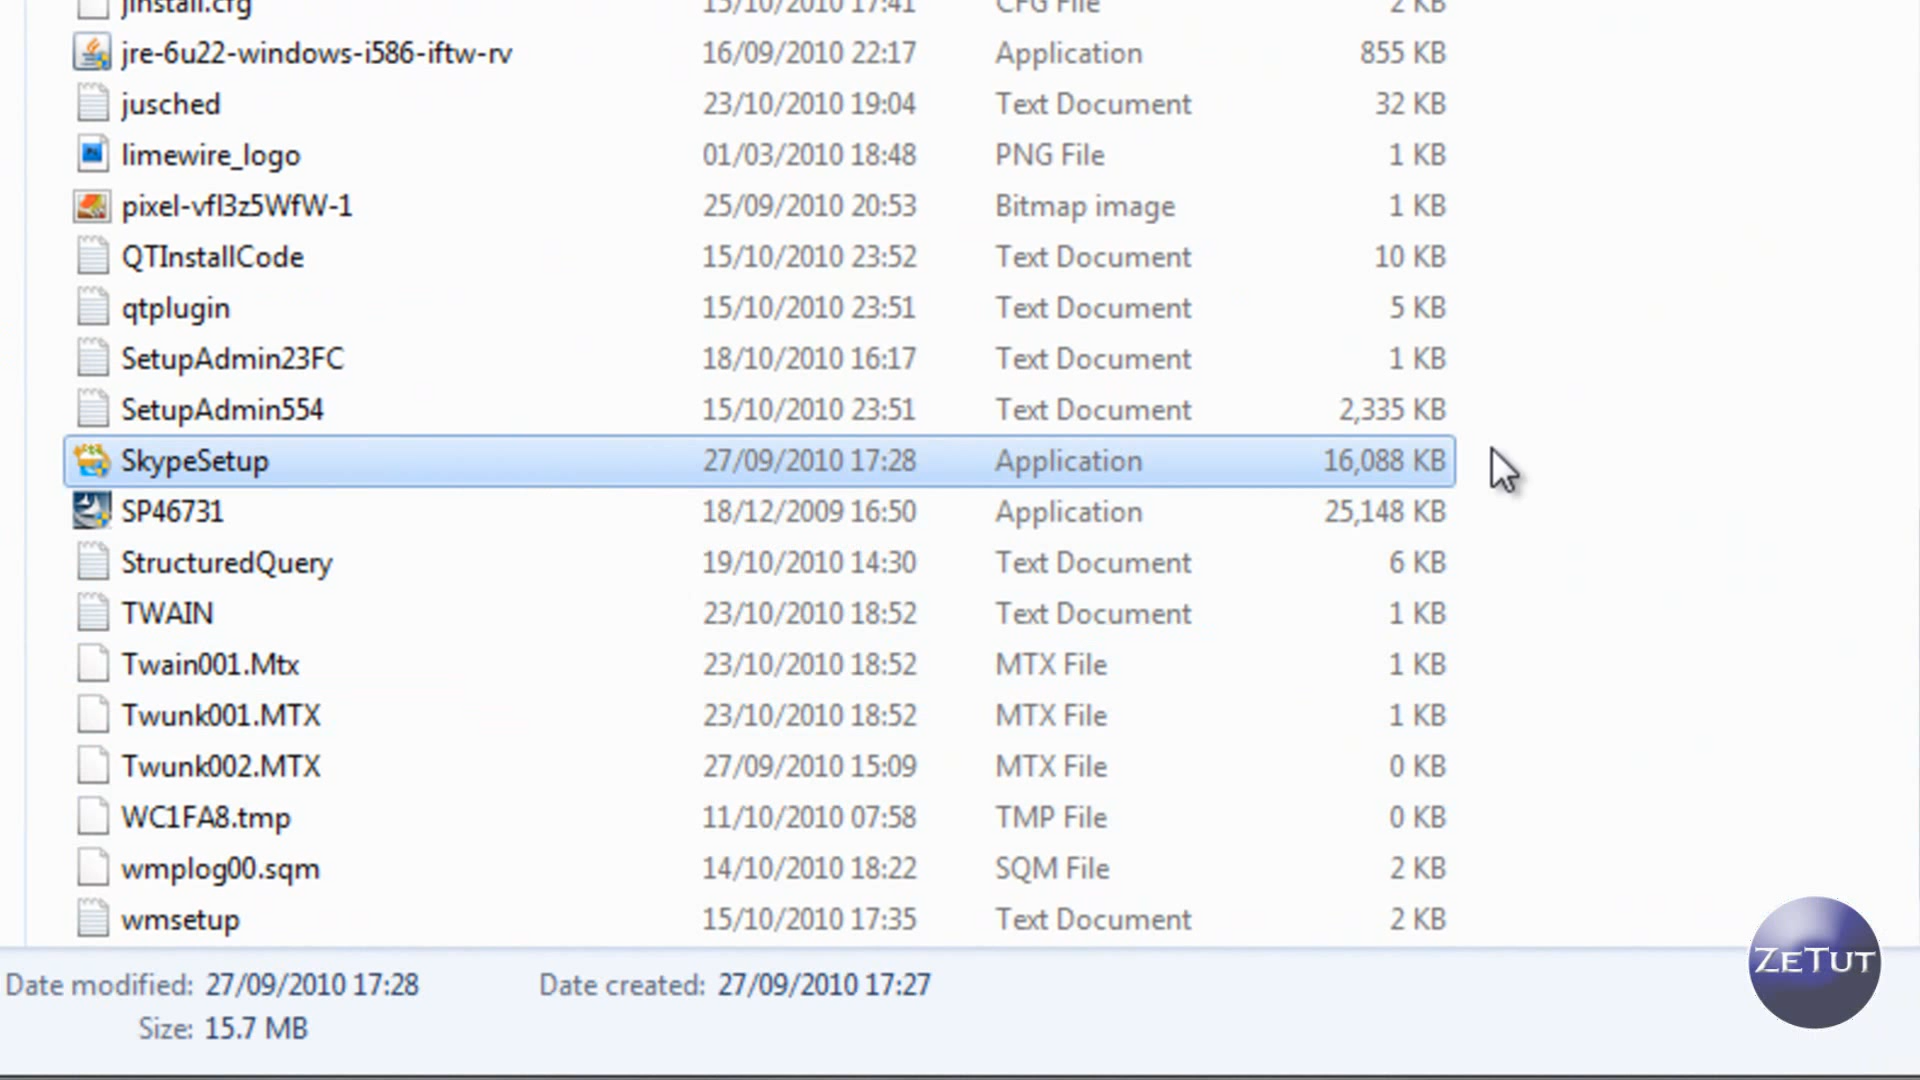 jinstall.cfg 15/10/2010 17:41 CFG File 2 KB
jre-6u22-windows-i586-iftw-rv 16/09/2010 22:17 Application 855 KB
jusched 23/10/2010 19:04 Text Document 32 KB
limewire_logo 01/03/2010 18:48 PNG File 1 KB
pixel-vfl3z5WfW-1 25/09/2010 20:53 Bitmap image 1 KB
QTInstallCode 15/10/2010 23:52 Text Document 10 KB
qtplugin 15/10/2010 23:51 Text Document 5 KB
SetupAdmin23FC 18/10/2010 16:17 Text Document 1 KB
SetupAdmin554 15/10/2010 23:51 Text Document 2,335 KB
SkypeSetup 27/09/2010 17:28 Application 16,088 KB
SP46731 18/12/2009 16:50 Application 25,148 KB
StructuredQuery 19/10/2010 14:30 Text Document 6 KB
TWAIN 23/10/2010 18:52 Text Document 1 KB
Twain001.Mtx 23/10/2010 18:52 MTX File 1 KB
Twunk001.MTX 23/10/2010 18:52 MTX File 1 KB
Twunk002.MTX 27/09/2010 15:09 MTX File 0 KB
WC1FA8.tmp 11/10/2010 07:58 TMP File 0 KB
wmplog00.sqm 14/10/2010 18:22 SQM File 2 KB
wmsetup 15/10/2010 17:35 Text Document 2 KB
ZETUT
Date modified: 27/09/2010 17:28 Date created: 27/09/2010 17:27
Size: 15.7 MB